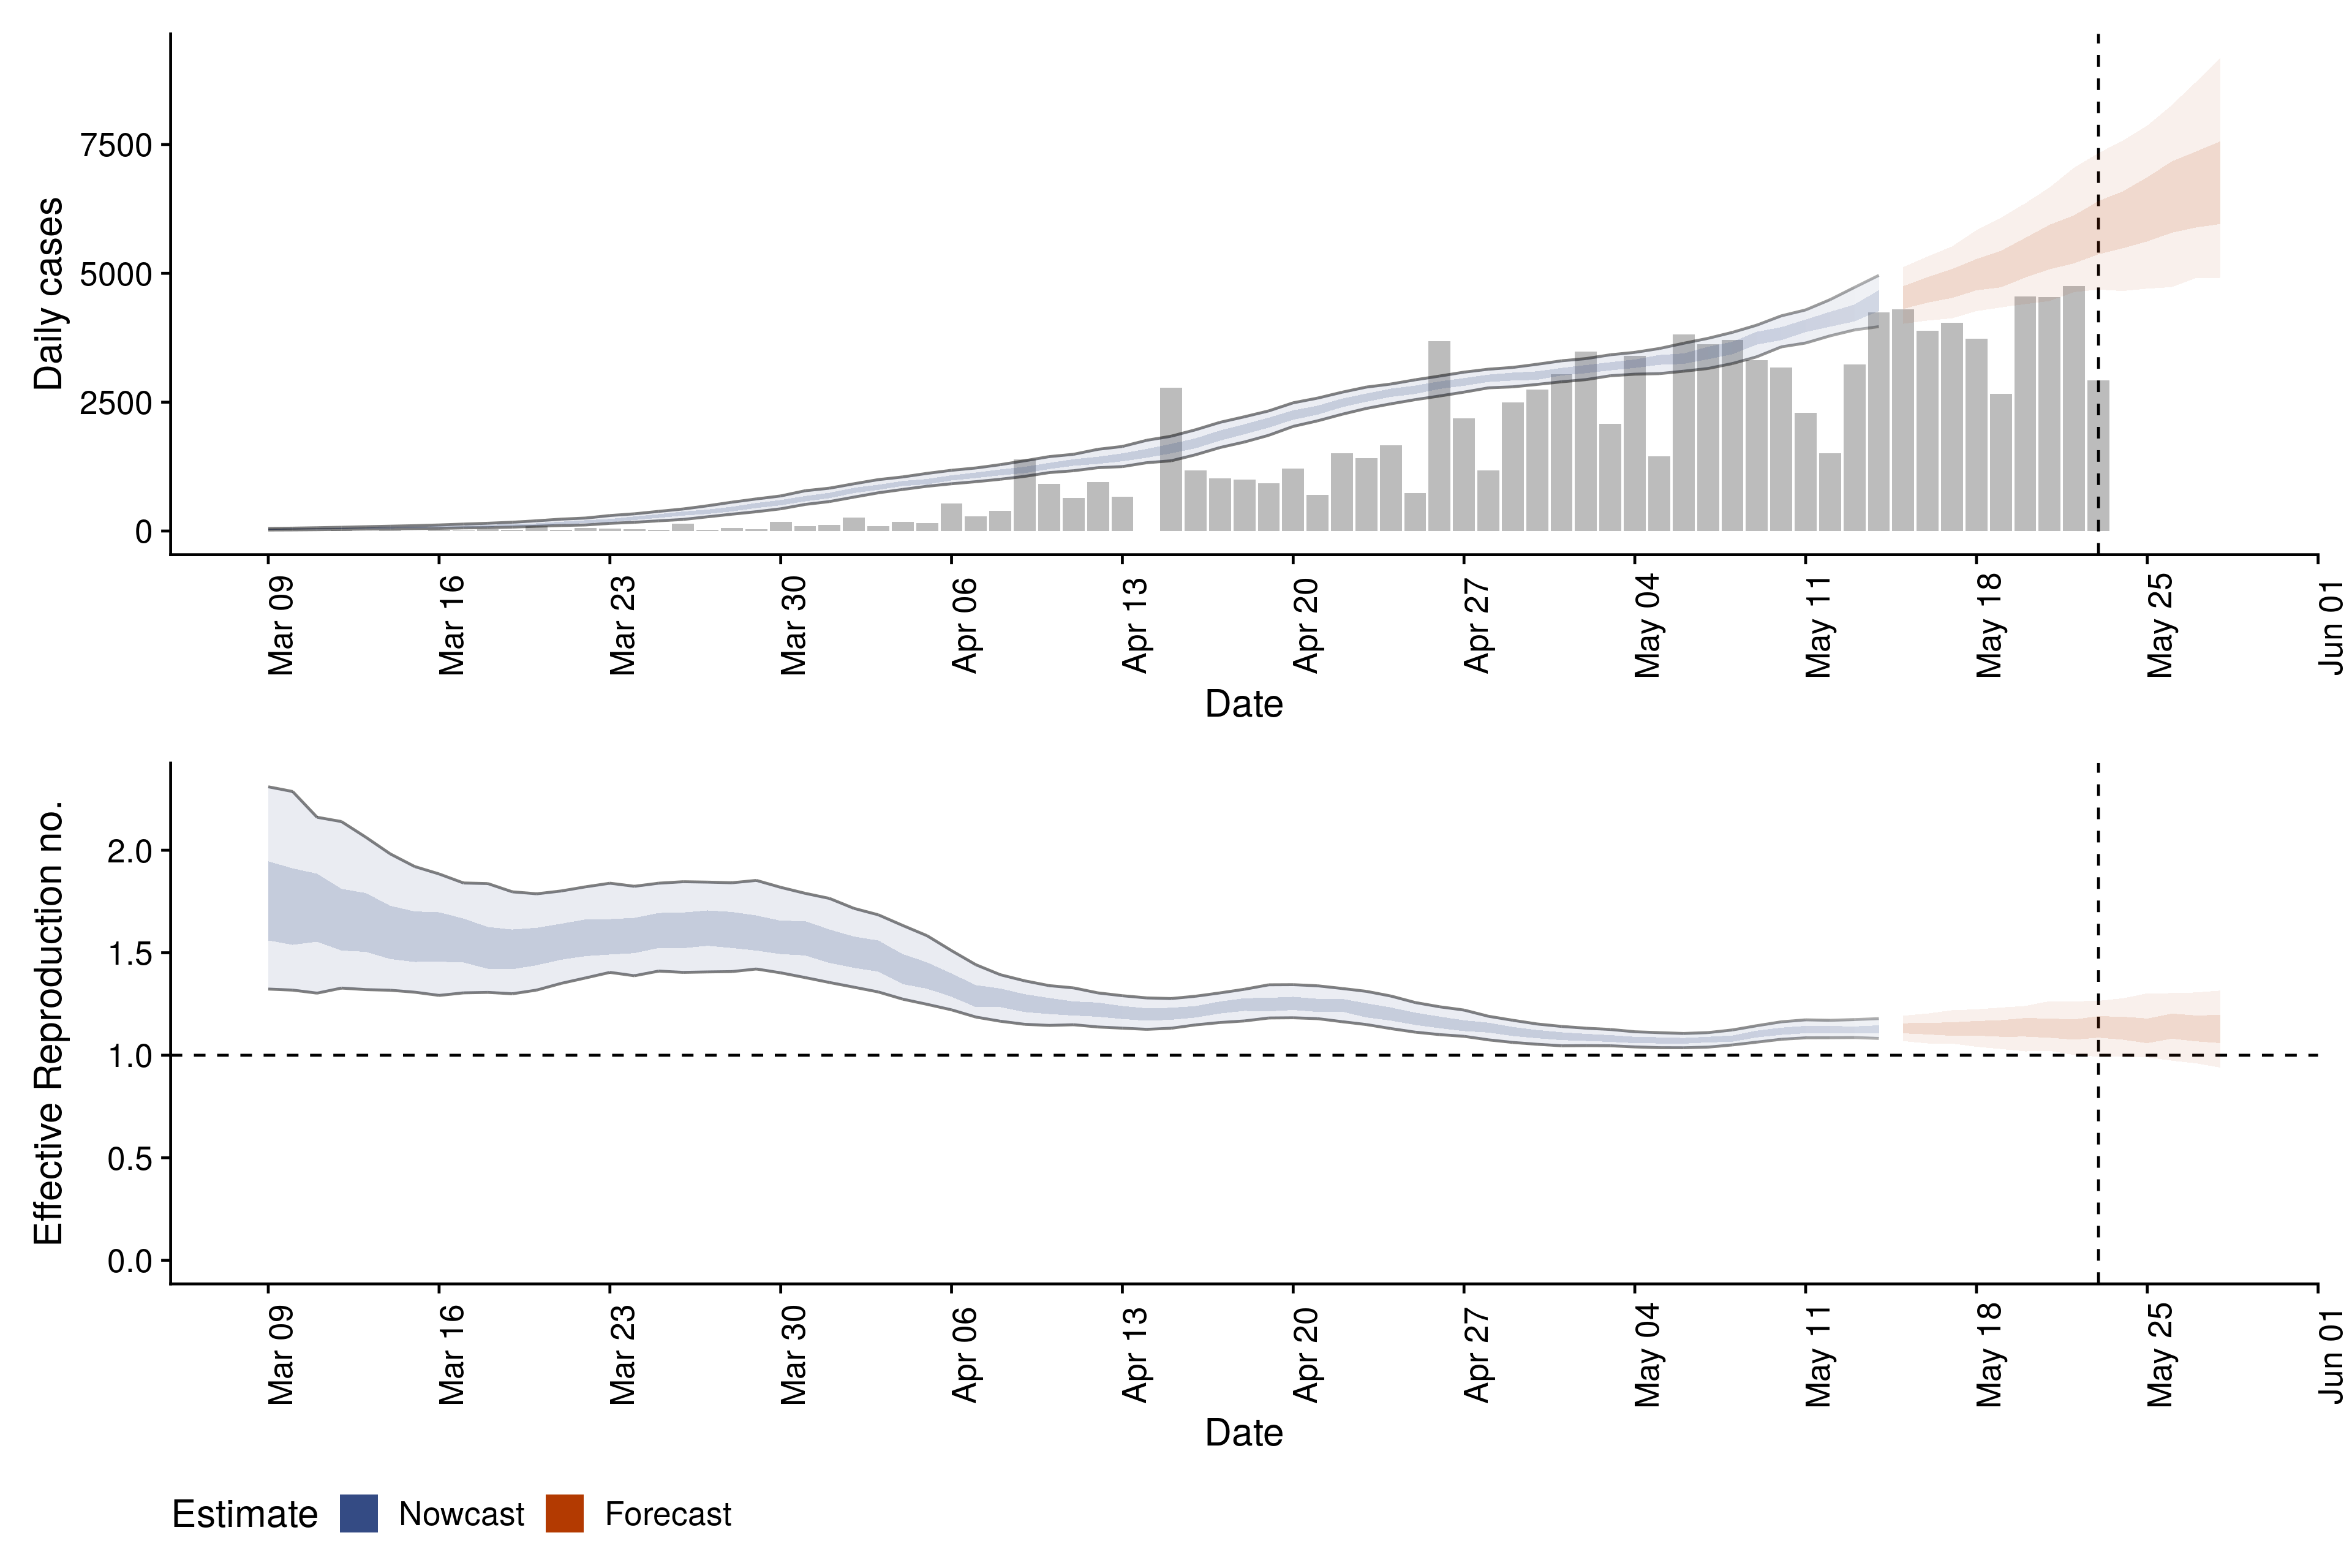 Daily cases
7500
5000
2500
0
Mar 09 Mar 16 Mar 23 Mar 30 Apr 06 Apr 13 Apr 20 Apr 27 May 04 May 11 May 18 May 25 Jun 01
Date
Effective Reproduction no.
2.0
1.5
1.0
0.5
0.0
Mar 09 Mar 16 Mar 23 Mar 30 Apr 06 Apr 13 Apr 20 Apr 27 May 04 May 11 May 18 May 25 Jun 01
Date
Estimate Nowcast Forecast